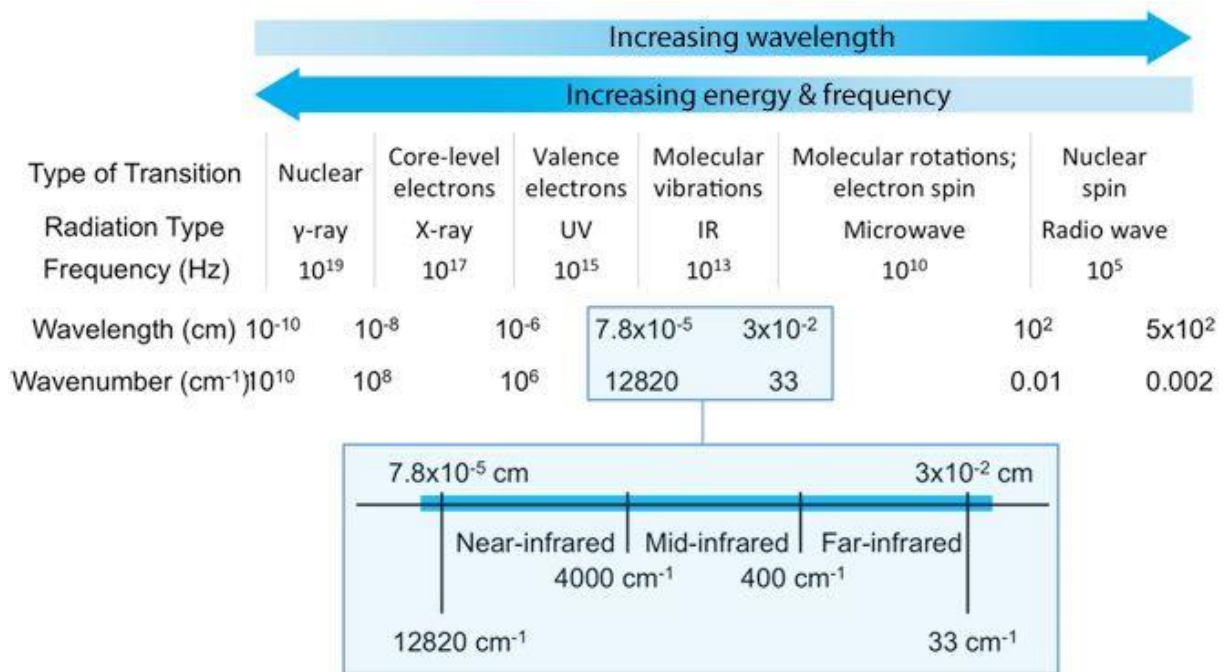 Increasing wavelength
Increasing energy & frequency
Type of Transition Nuclear Core-level electrons Valence electrons Molecular vibrations Molecular rotations; electron spin Nuclear spin
Radiation Type γ-ray X-ray UV IR Microwave Radio wave
Frequency (Hz) 10¹⁹ 10¹⁷ 10¹⁵ 10¹³ 10¹⁰ 10⁵
Wavelength (cm) 10⁻¹⁰ 10⁻⁸ 10⁻⁶ 7.8x10⁻⁵ 3x10⁻² 10² 5x10²
Wavenumber (cm⁻¹) 10¹⁰ 10⁸ 10⁶ 12820 33 0.01 0.002
7.8x10⁻⁵ cm 3x10⁻² cm
Near-infrared Mid-infrared Far-infrared
4000 cm⁻¹ 400 cm⁻¹
12820 cm⁻¹ 33 cm⁻¹